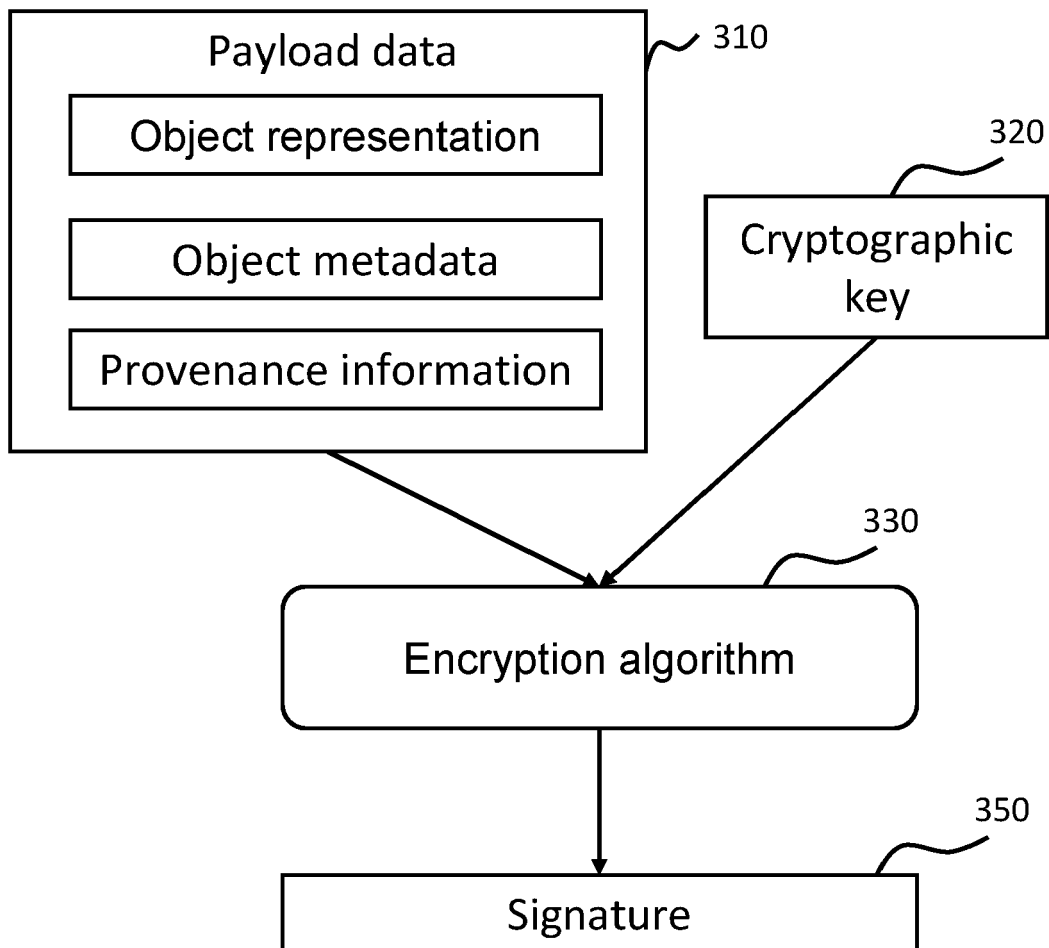 Payload data
310
Object representation
Object metadata
Provenance information
320
Cryptographic
key
330
Encryption algorithm
350
Signature